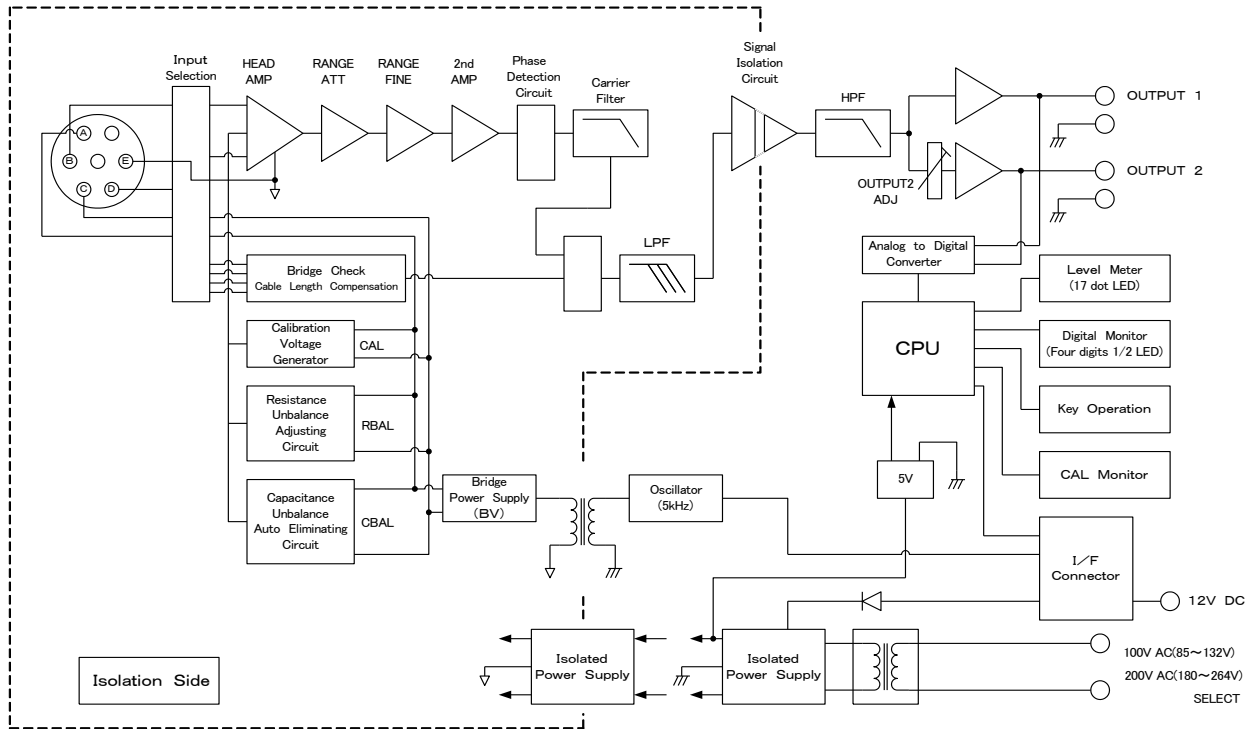 Input
Selection
HEAD
AMP
RANGE
ATT
RANGE
FINE
2nd
AMP
Phase
Detection
Circuit
Carrier
Filter
Signal
Isolation
Circuit
HPF
OUTPUT 1
OUTPUT 2
OUTPUT2
ADJ
A
B
E
C
D
LPF
Bridge Check
Cable Length Compensation
Calibration
Voltage
Generator
CAL
Resistance
Unbalance
Adjusting
Circuit
RBAL
Capacitance
Unbalance
Auto Eliminating
Circuit
CBAL
Bridge
Power Supply
(BV)
Oscillator
(5kHz)
Analog to Digital
Converter
CPU
Level Meter
(17 dot LED)
Digital Monitor
(Four digits 1/2 LED)
Key Operation
CAL Monitor
5V
I/F
Connector
12V DC
Isolated
Power Supply
Isolated
Power Supply
100V AC(85～132V)
200V AC(180～264V)
SELECT
Isolation Side